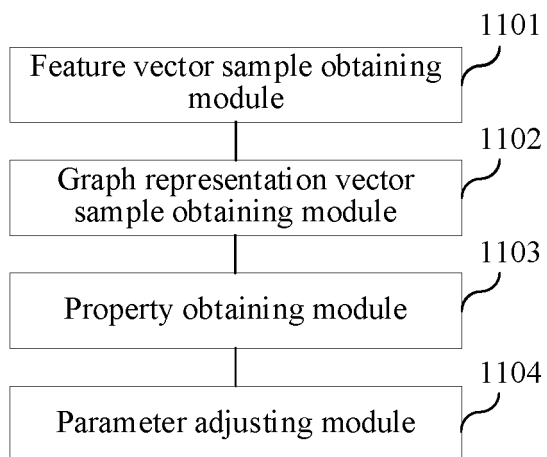 1101
Feature vector sample obtaining
module
1102
Graph representation vector
sample obtaining module
1103
Property obtaining module
1104
Parameter adjusting module